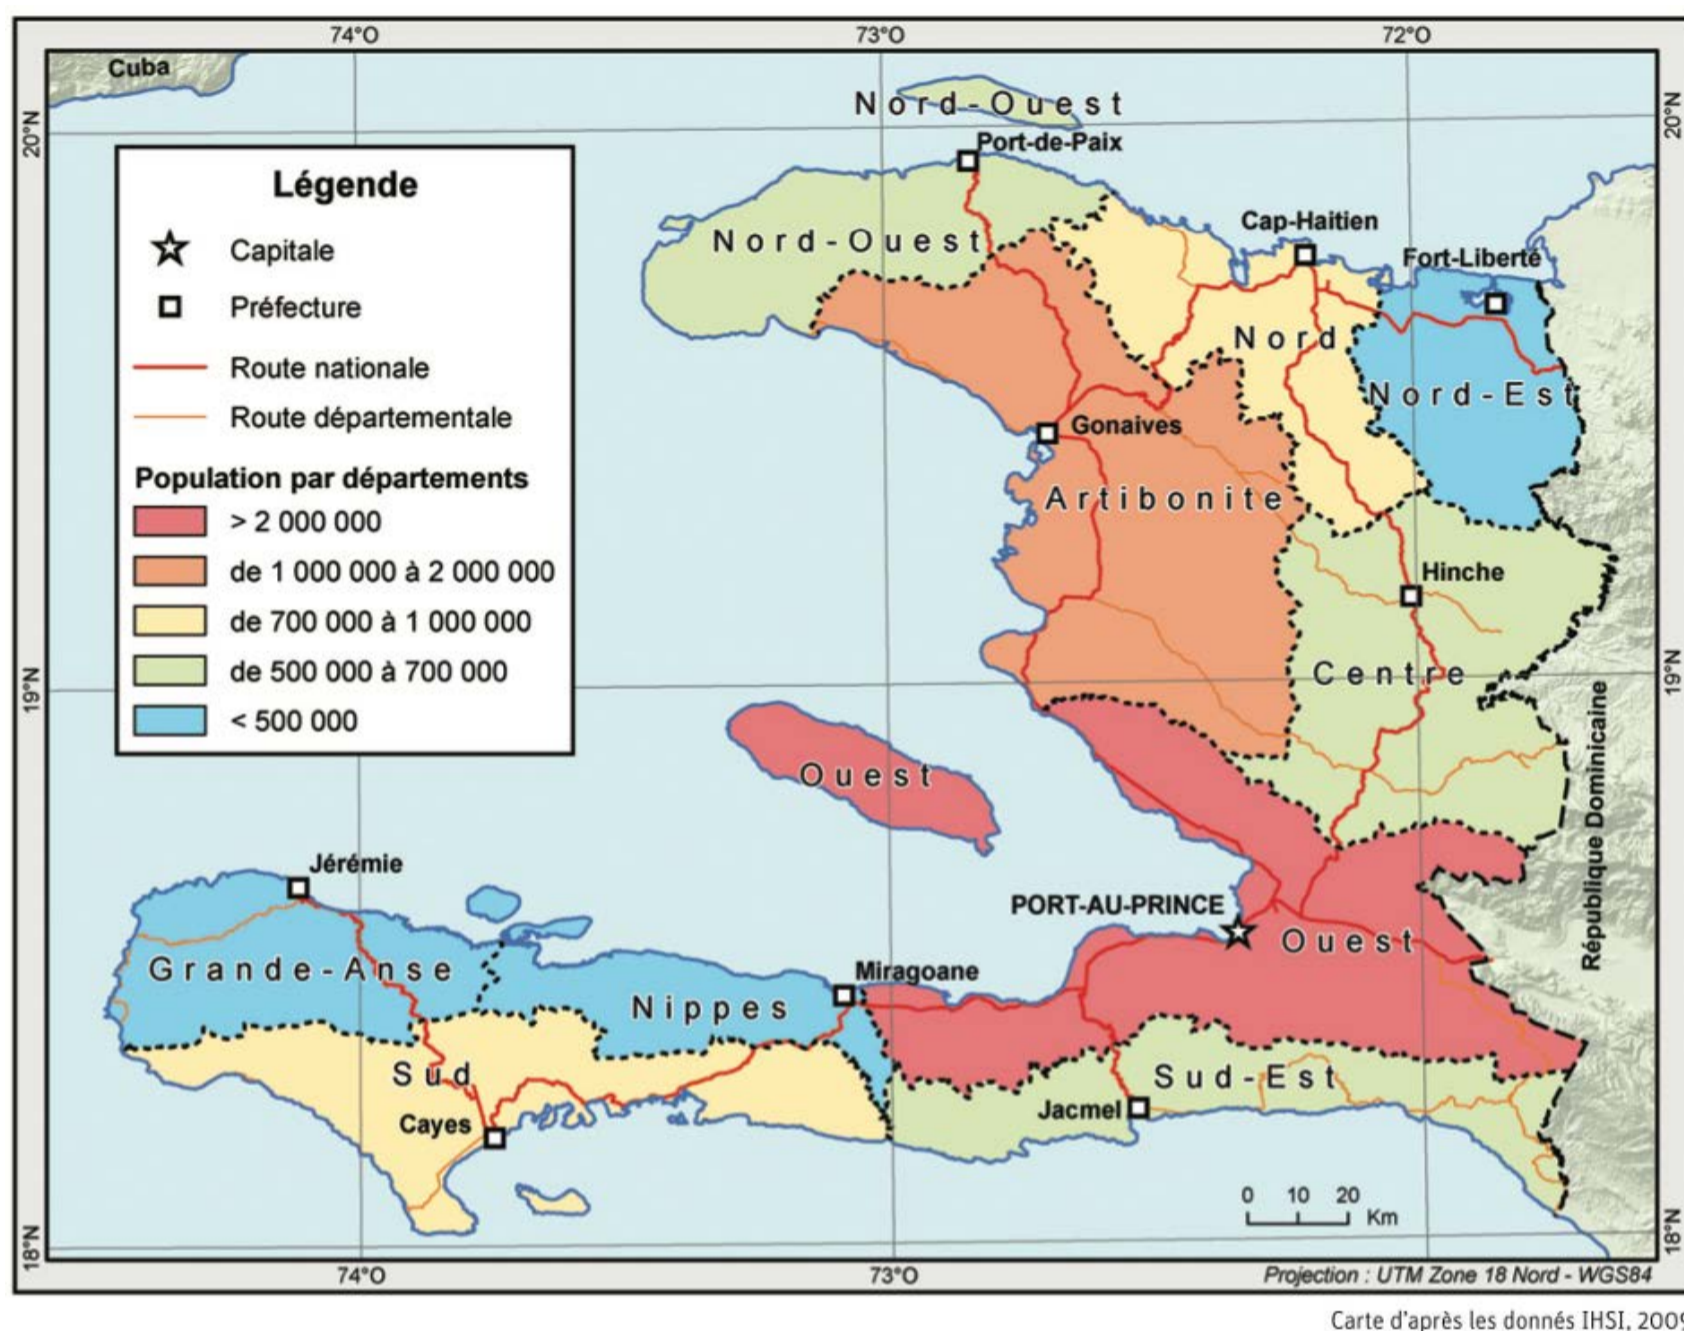 74°O
73°O
72°O
Cuba
20°N
20°N
Nord-Ouest
Port-de-Paix
Légende
Capitale
Préfecture
Route nationale
Route départementale
Population par départements
> 2 000 000
de 1 000 000 à 2 000 000
de 700 000 à 1 000 000
de 500 000 à 700 000
< 500 000
Nord-Ouest
Cap-Haitien
Fort-Liberté
Nord
Nord-Est
Gonaives
Artibonite
Hinche
Centre
19°N
19°N
République Dominicaine
Ouest
Jérémie
PORT-AU-PRINCE
Ouest
Grande-Anse
Miragoane
Nippes
Sud
Sud-Est
Cayes
Jacmel
0 10 20
Km
18°N
18°N
74°O
73°O
Projection : UTM Zone 18 Nord - WGS84
Carte d'après les donnés IHSI, 2009